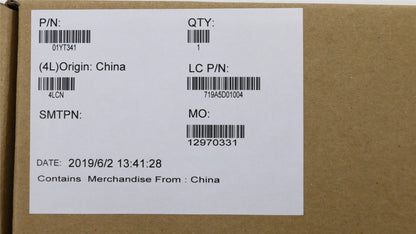 P/N: QTY:
01YT341 1
(4L)Origin: China LC P/N:
4LCN 719A5D01004
SMTPN: MO:
12970331
DATE: 2019/6/2 13:41:28
Contains Merchandise From : China